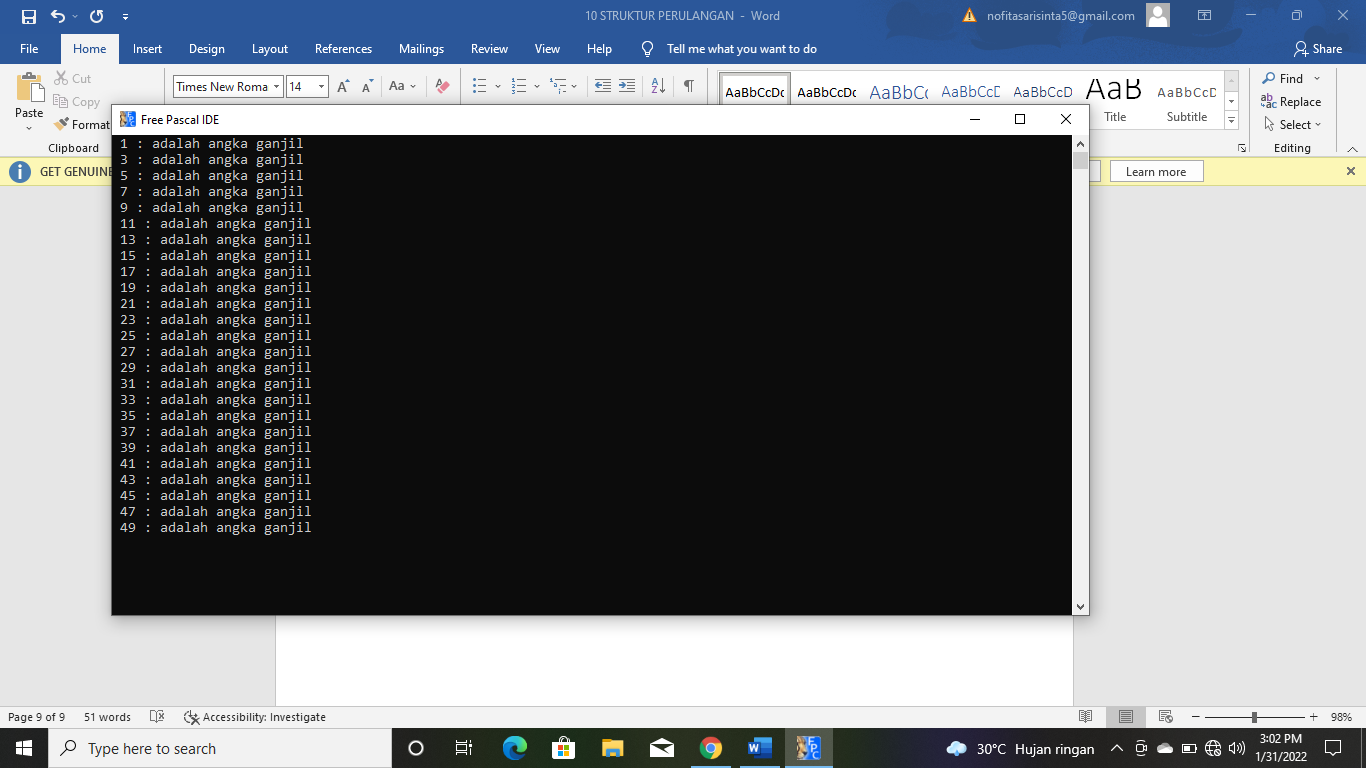 10 STRUKTUR PERULANGAN - Word
nofitasarisinta5@gmail.com
File Home Insert Design Layout References Mailings Review View Help Tell me what you want to do Share
Cut
Copy
Format
Paste
Clipboard
Times New Roma 14
Aa
AaBbCcDc AaBbCcDc AaBbCc AaBbCcE AaBbCcD AaB AaBbCcD
Title Subtitle
Find
Replace
Select
Editing
GET GENUINE
Learn more
Free Pascal IDE
1 : adalah angka ganjil
3 : adalah angka ganjil
5 : adalah angka ganjil
7 : adalah angka ganjil
9 : adalah angka ganjil
11 : adalah angka ganjil
13 : adalah angka ganjil
15 : adalah angka ganjil
17 : adalah angka ganjil
19 : adalah angka ganjil
21 : adalah angka ganjil
23 : adalah angka ganjil
25 : adalah angka ganjil
27 : adalah angka ganjil
29 : adalah angka ganjil
31 : adalah angka ganjil
33 : adalah angka ganjil
35 : adalah angka ganjil
37 : adalah angka ganjil
39 : adalah angka ganjil
41 : adalah angka ganjil
43 : adalah angka ganjil
45 : adalah angka ganjil
47 : adalah angka ganjil
49 : adalah angka ganjil
Page 9 of 9 51 words Accessibility: Investigate 98%
Type here to search
30°C Hujan ringan
3:02 PM
1/31/2022